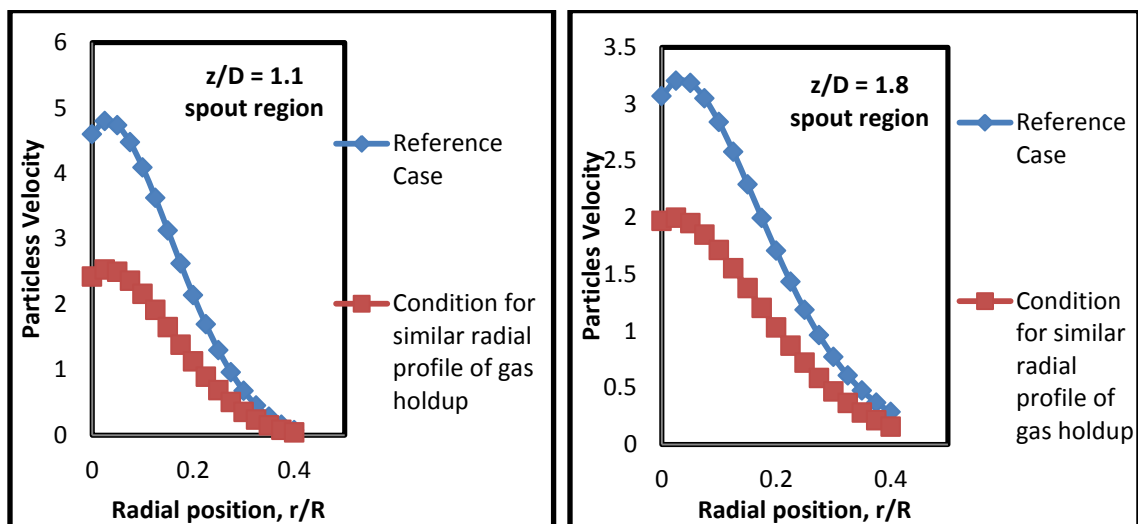 6
5
4
3
2
1
0
0
0.2
0.4
Particless Velocity
Radial position, r/R
z/D = 1.1
spout region
Reference
Case
Condition for
similar radial
profile of gas
holdup
3.5
3
2.5
2
1.5
1
0.5
0
0
0.2
0.4
Particles Velocity
Radial position, r/R
z/D = 1.8
spout region
Reference
Case
Condition
for similar
radial
profile of
gas holdup